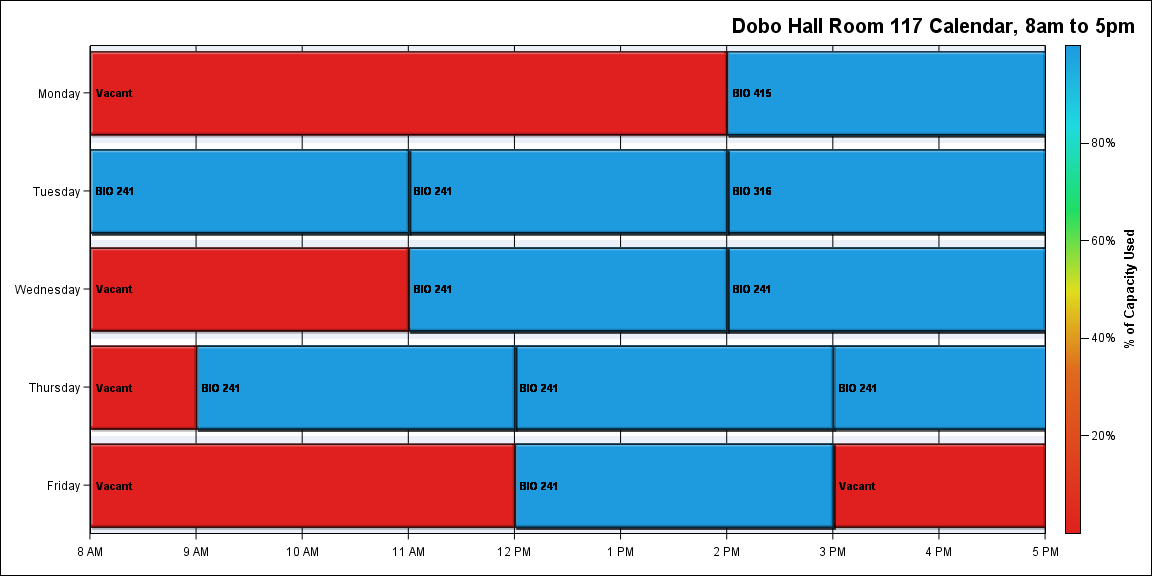 Dobo Hall Room 117 Calendar, 8am to 5pm
Monday
Vacant
BIO 415
Tuesday
BIO 241
BIO 241
BIO 316
Wednesday
Vacant
BIO 241
BIO 241
Thursday
Vacant
BIO 241
BIO 241
BIO 241
Friday
Vacant
BIO 241
Vacant
8 AM
9 AM
10 AM
11 AM
12 PM
1 PM
2 PM
3 PM
4 PM
5 PM
80%
60%
40%
20%
% of Capacity Used